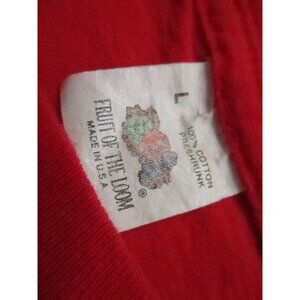 FRUIT OF THE LOOM®
MADE IN U.S.A.
L
100% COTTON
PRESHRUNK